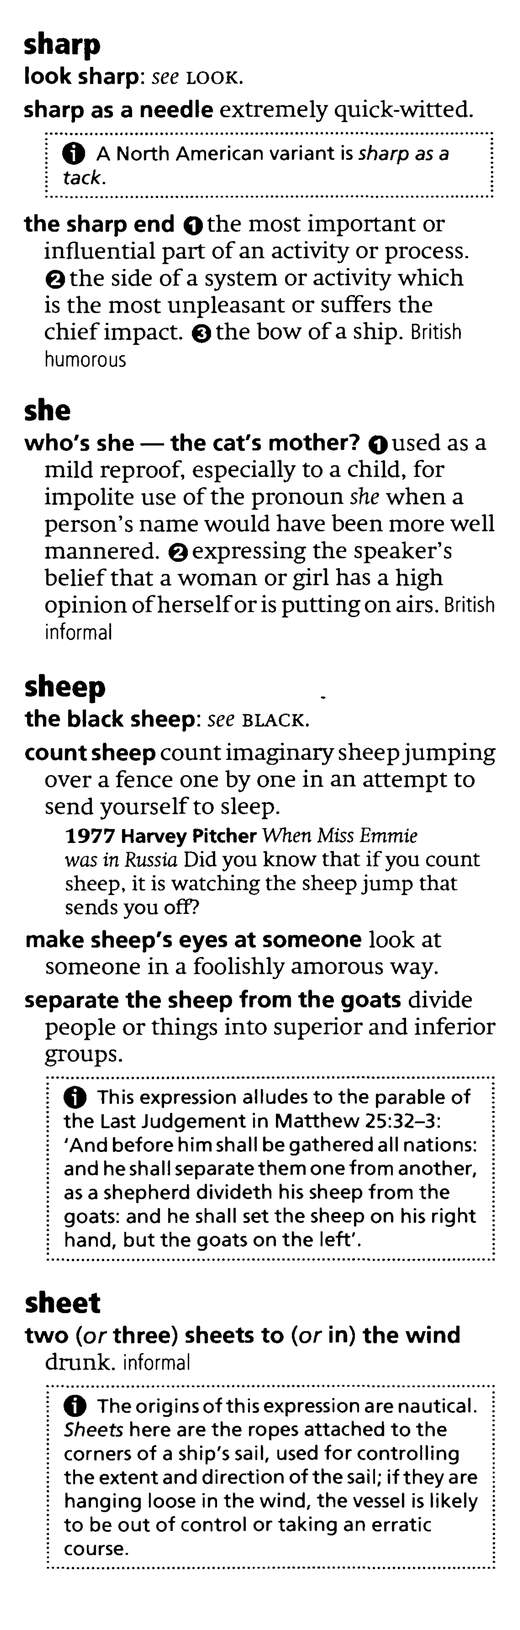 sharp
look sharp: see LOOK.
sharp as a needle extremely quick-witted.
ℹ A North American variant is sharp as a
tack.
the sharp end ❶ the most important or
influential part of an activity or process.
❷ the side of a system or activity which
is the most unpleasant or suffers the
chief impact. ❸ the bow of a ship. British
humorous
she
who's she — the cat's mother? ❶ used as a
mild reproof, especially to a child, for
impolite use of the pronoun she when a
person's name would have been more well
mannered. ❷ expressing the speaker's
belief that a woman or girl has a high
opinion of herself or is putting on airs. British
informal
sheep
the black sheep: see BLACK.
count sheep count imaginary sheep jumping
over a fence one by one in an attempt to
send yourself to sleep.
1977 Harvey Pitcher When Miss Emmie
was in Russia Did you know that if you count
sheep, it is watching the sheep jump that
sends you off?
make sheep's eyes at someone look at
someone in a foolishly amorous way.
separate the sheep from the goats divide
people or things into superior and inferior
groups.
ℹ This expression alludes to the parable of
the Last Judgement in Matthew 25:32–3:
'And before him shall be gathered all nations:
and he shall separate them one from another,
as a shepherd divideth his sheep from the
goats: and he shall set the sheep on his right
hand, but the goats on the left'.
sheet
two (or three) sheets to (or in) the wind
drunk. informal
ℹ The origins of this expression are nautical.
Sheets here are the ropes attached to the
corners of a ship's sail, used for controlling
the extent and direction of the sail; if they are
hanging loose in the wind, the vessel is likely
to be out of control or taking an erratic
course.